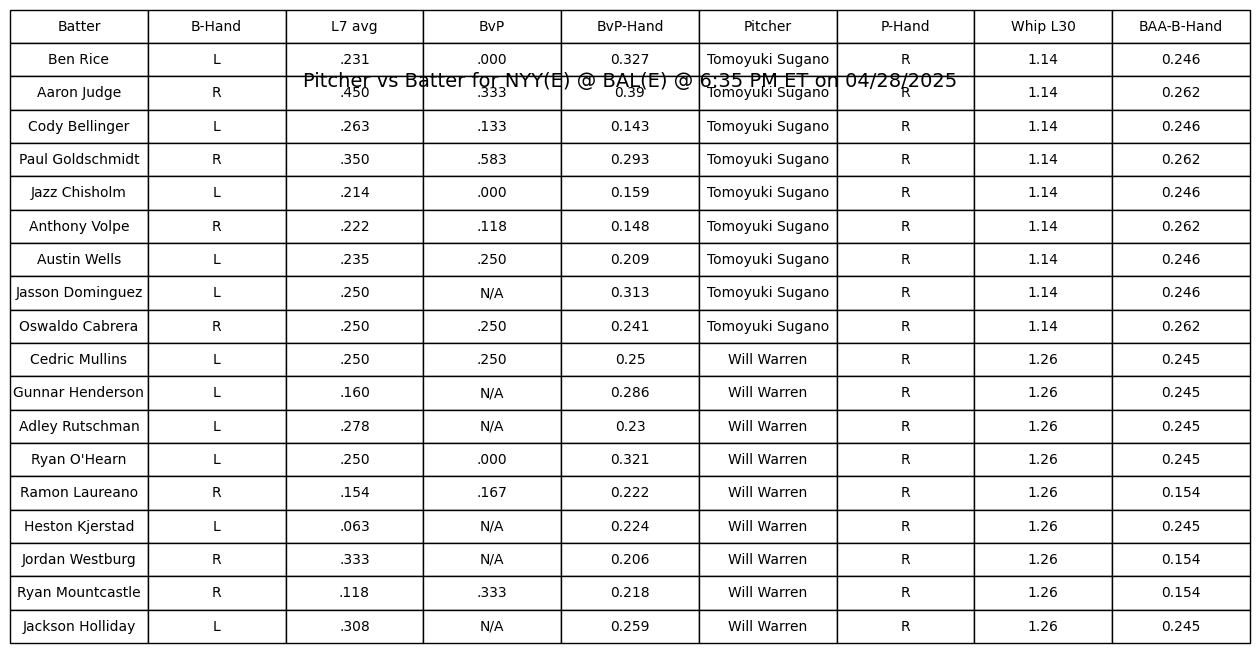 Batter B-Hand L7 avg BvP BvP-Hand Pitcher P-Hand Whip L30 BAA-B-Hand
Ben Rice L .231 .000 0.327 Tomoyuki Sugano R 1.14 0.246
Pitcher vs Batter for NYY(E) @ BAL(E) @ 6:35 PM ET on 04/28/2025
Aaron Judge R .450 .333 0.39 Tomoyuki Sugano R 1.14 0.262
Cody Bellinger L .263 .133 0.143 Tomoyuki Sugano R 1.14 0.246
Paul Goldschmidt R .350 .583 0.293 Tomoyuki Sugano R 1.14 0.262
Jazz Chisholm L .214 .000 0.159 Tomoyuki Sugano R 1.14 0.246
Anthony Volpe R .222 .118 0.148 Tomoyuki Sugano R 1.14 0.262
Austin Wells L .235 .250 0.209 Tomoyuki Sugano R 1.14 0.246
Jasson Dominguez L .250 N/A 0.313 Tomoyuki Sugano R 1.14 0.246
Oswaldo Cabrera R .250 .250 0.241 Tomoyuki Sugano R 1.14 0.262
Cedric Mullins L .250 .250 0.25 Will Warren R 1.26 0.245
Gunnar Henderson L .160 N/A 0.286 Will Warren R 1.26 0.245
Adley Rutschman L .278 N/A 0.23 Will Warren R 1.26 0.245
Ryan O'Hearn L .250 .000 0.321 Will Warren R 1.26 0.245
Ramon Laureano R .154 .167 0.222 Will Warren R 1.26 0.154
Heston Kjerstad L .063 N/A 0.224 Will Warren R 1.26 0.245
Jordan Westburg R .333 N/A 0.206 Will Warren R 1.26 0.154
Ryan Mountcastle R .118 .333 0.218 Will Warren R 1.26 0.154
Jackson Holliday L .308 N/A 0.259 Will Warren R 1.26 0.245